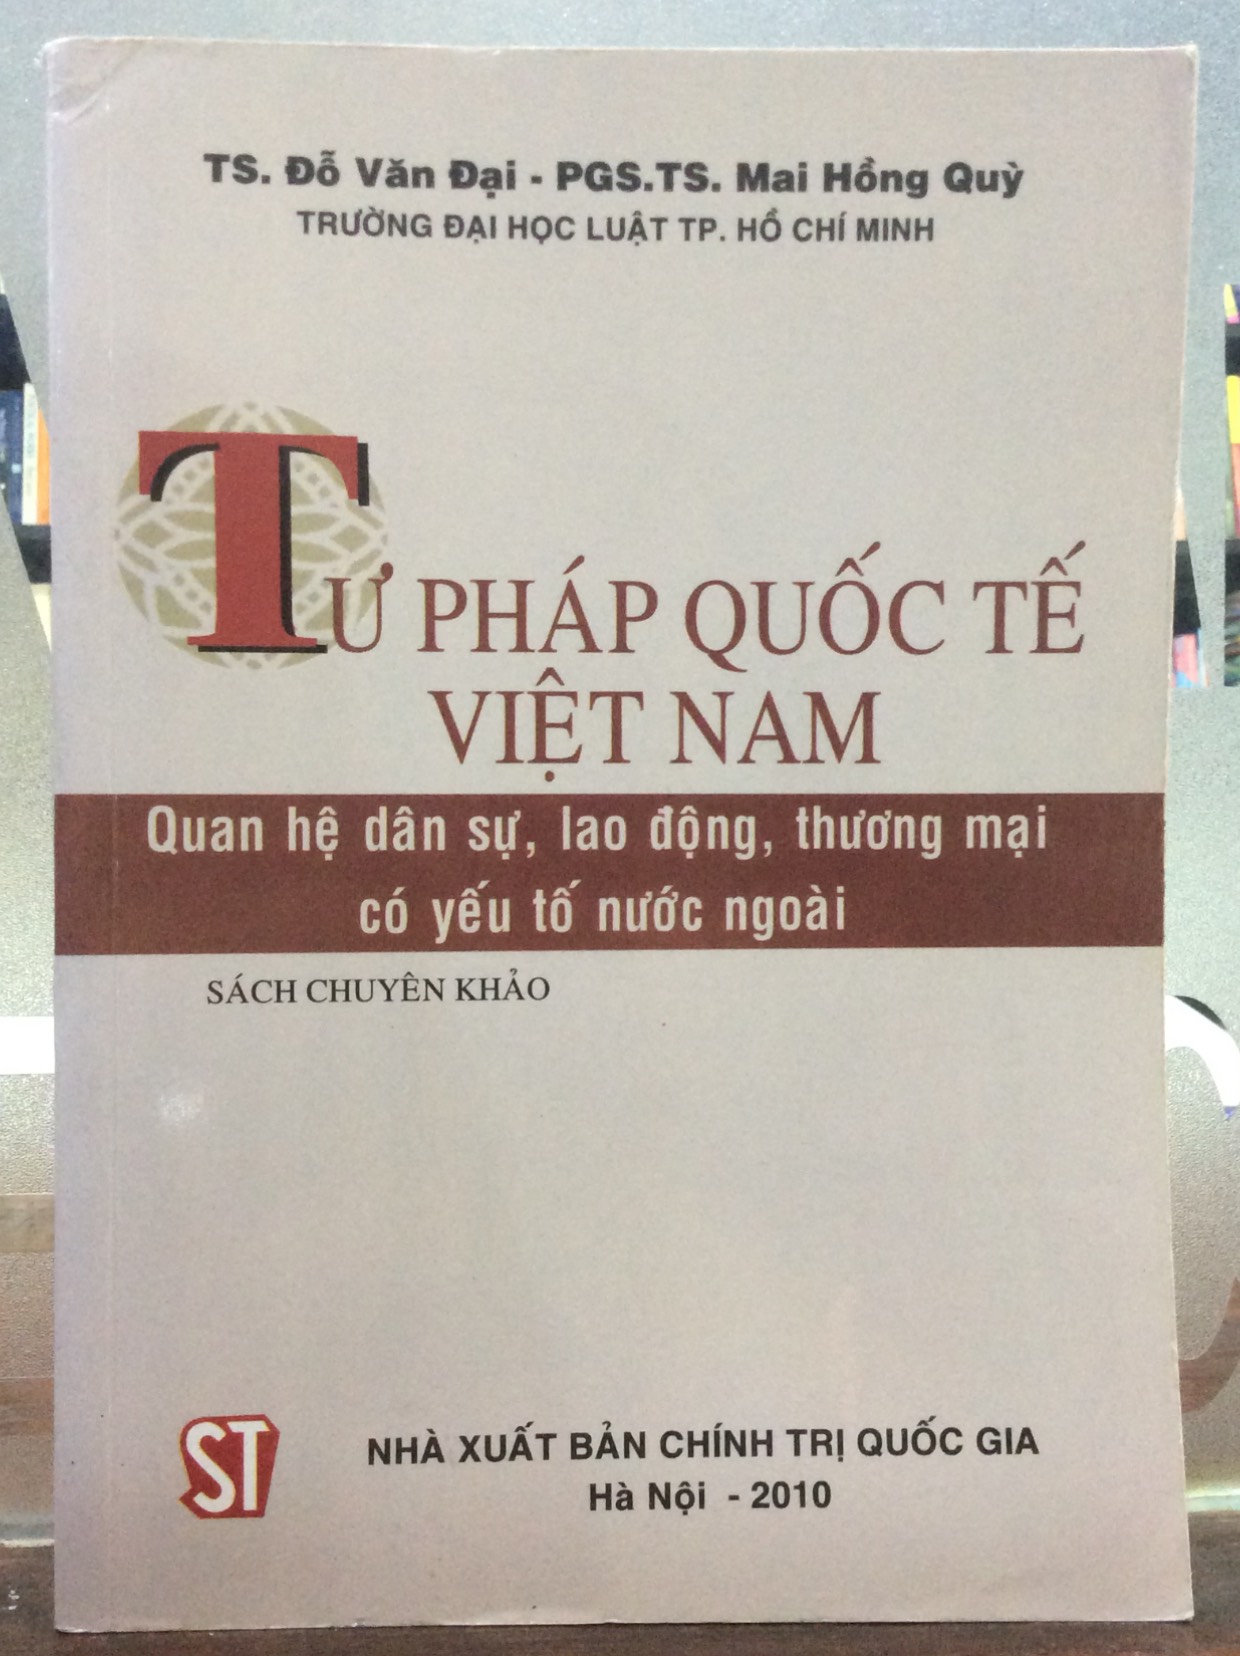 TS. Đỗ Văn Đại - PGS.TS. Mai Hồng Quỳ
TRƯỜNG ĐẠI HỌC LUẬT TP. HỒ CHÍ MINH
TƯ PHÁP QUỐC TẾ
VIỆT NAM
Quan hệ dân sự, lao động, thương mại
có yếu tố nước ngoài
SÁCH CHUYÊN KHẢO
ST
NHÀ XUẤT BẢN CHÍNH TRỊ QUỐC GIA
Hà Nội - 2010